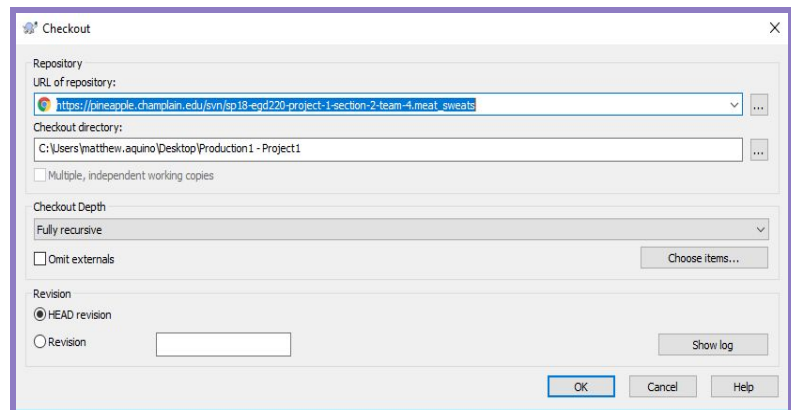 Checkout
Repository
URL of repository:
https://pineapple.champlain.edu/svn/sp18-egd220-project-1-section-2-team-4.meat_sweats
...
Checkout directory:
C:\Users\matthew.aquino\Desktop\Production1 - Project1
...
Multiple, independent working copies
Checkout Depth
Fully recursive
Omit externals
Choose items...
Revision
HEAD revision
Revision
Show log
OK Cancel Help